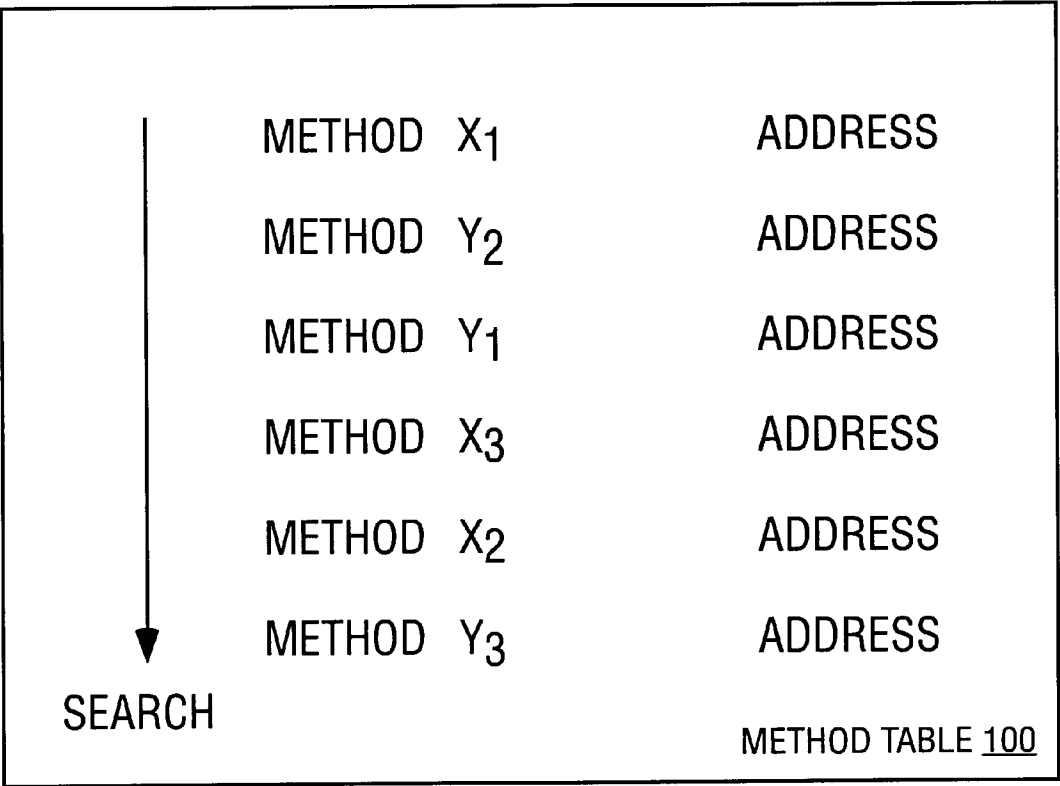 METHOD X1 ADDRESS
METHOD Y2 ADDRESS
METHOD Y1 ADDRESS
METHOD X3 ADDRESS
METHOD X2 ADDRESS
METHOD Y3 ADDRESS
SEARCH
METHOD TABLE 100